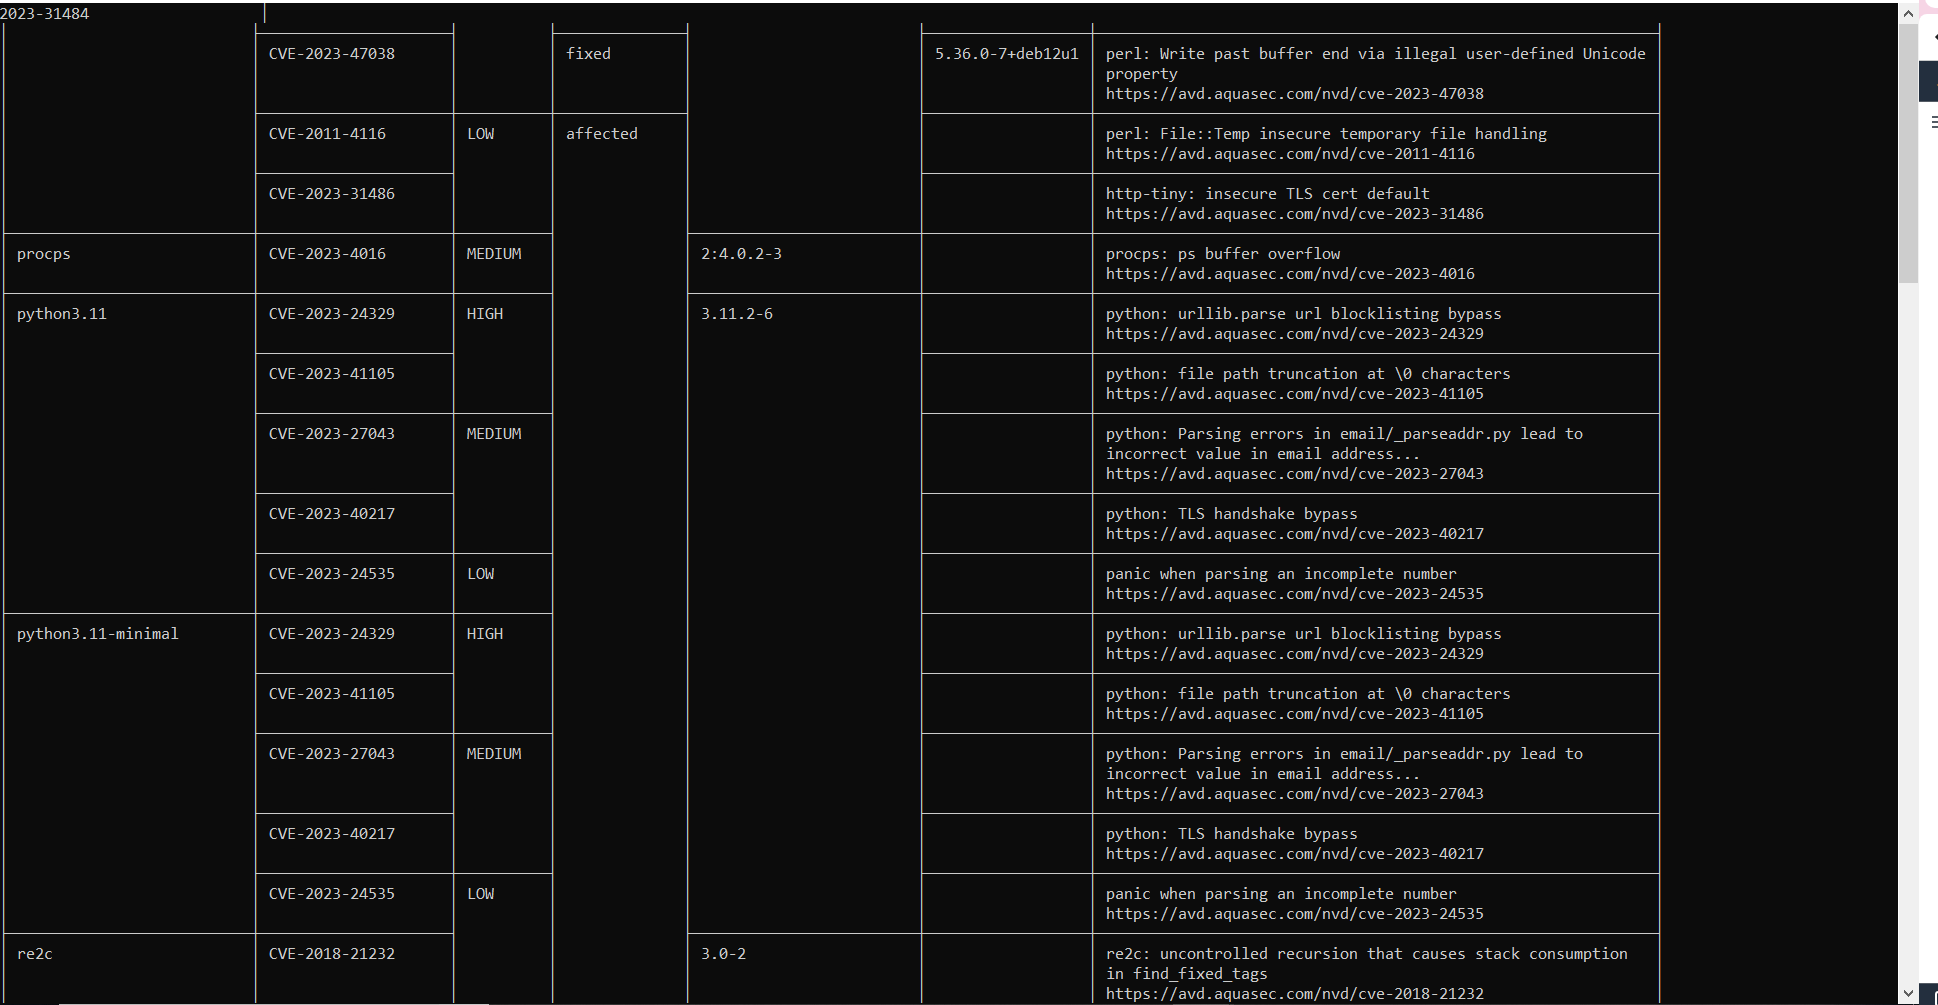 2023-31484
CVE-2023-47038 fixed 5.36.0-7+deb12u1 perl: Write past buffer end via illegal user-defined Unicode
property
https://avd.aquasec.com/nvd/cve-2023-47038
CVE-2011-4116 LOW affected perl: File::Temp insecure temporary file handling
https://avd.aquasec.com/nvd/cve-2011-4116
CVE-2023-31486 http-tiny: insecure TLS cert default
https://avd.aquasec.com/nvd/cve-2023-31486
procps CVE-2023-4016 MEDIUM 2:4.0.2-3 procps: ps buffer overflow
https://avd.aquasec.com/nvd/cve-2023-4016
python3.11 CVE-2023-24329 HIGH 3.11.2-6 python: urllib.parse url blocklisting bypass
https://avd.aquasec.com/nvd/cve-2023-24329
CVE-2023-41105 python: file path truncation at \0 characters
https://avd.aquasec.com/nvd/cve-2023-41105
CVE-2023-27043 MEDIUM python: Parsing errors in email/_parseaddr.py lead to
incorrect value in email address...
https://avd.aquasec.com/nvd/cve-2023-27043
CVE-2023-40217 python: TLS handshake bypass
https://avd.aquasec.com/nvd/cve-2023-40217
CVE-2023-24535 LOW panic when parsing an incomplete number
https://avd.aquasec.com/nvd/cve-2023-24535
python3.11-minimal CVE-2023-24329 HIGH python: urllib.parse url blocklisting bypass
https://avd.aquasec.com/nvd/cve-2023-24329
CVE-2023-41105 python: file path truncation at \0 characters
https://avd.aquasec.com/nvd/cve-2023-41105
CVE-2023-27043 MEDIUM python: Parsing errors in email/_parseaddr.py lead to
incorrect value in email address...
https://avd.aquasec.com/nvd/cve-2023-27043
CVE-2023-40217 python: TLS handshake bypass
https://avd.aquasec.com/nvd/cve-2023-40217
CVE-2023-24535 LOW panic when parsing an incomplete number
https://avd.aquasec.com/nvd/cve-2023-24535
re2c CVE-2018-21232 3.0-2 re2c: uncontrolled recursion that causes stack consumption
in find_fixed_tags
https://avd.aquasec.com/nvd/cve-2018-21232